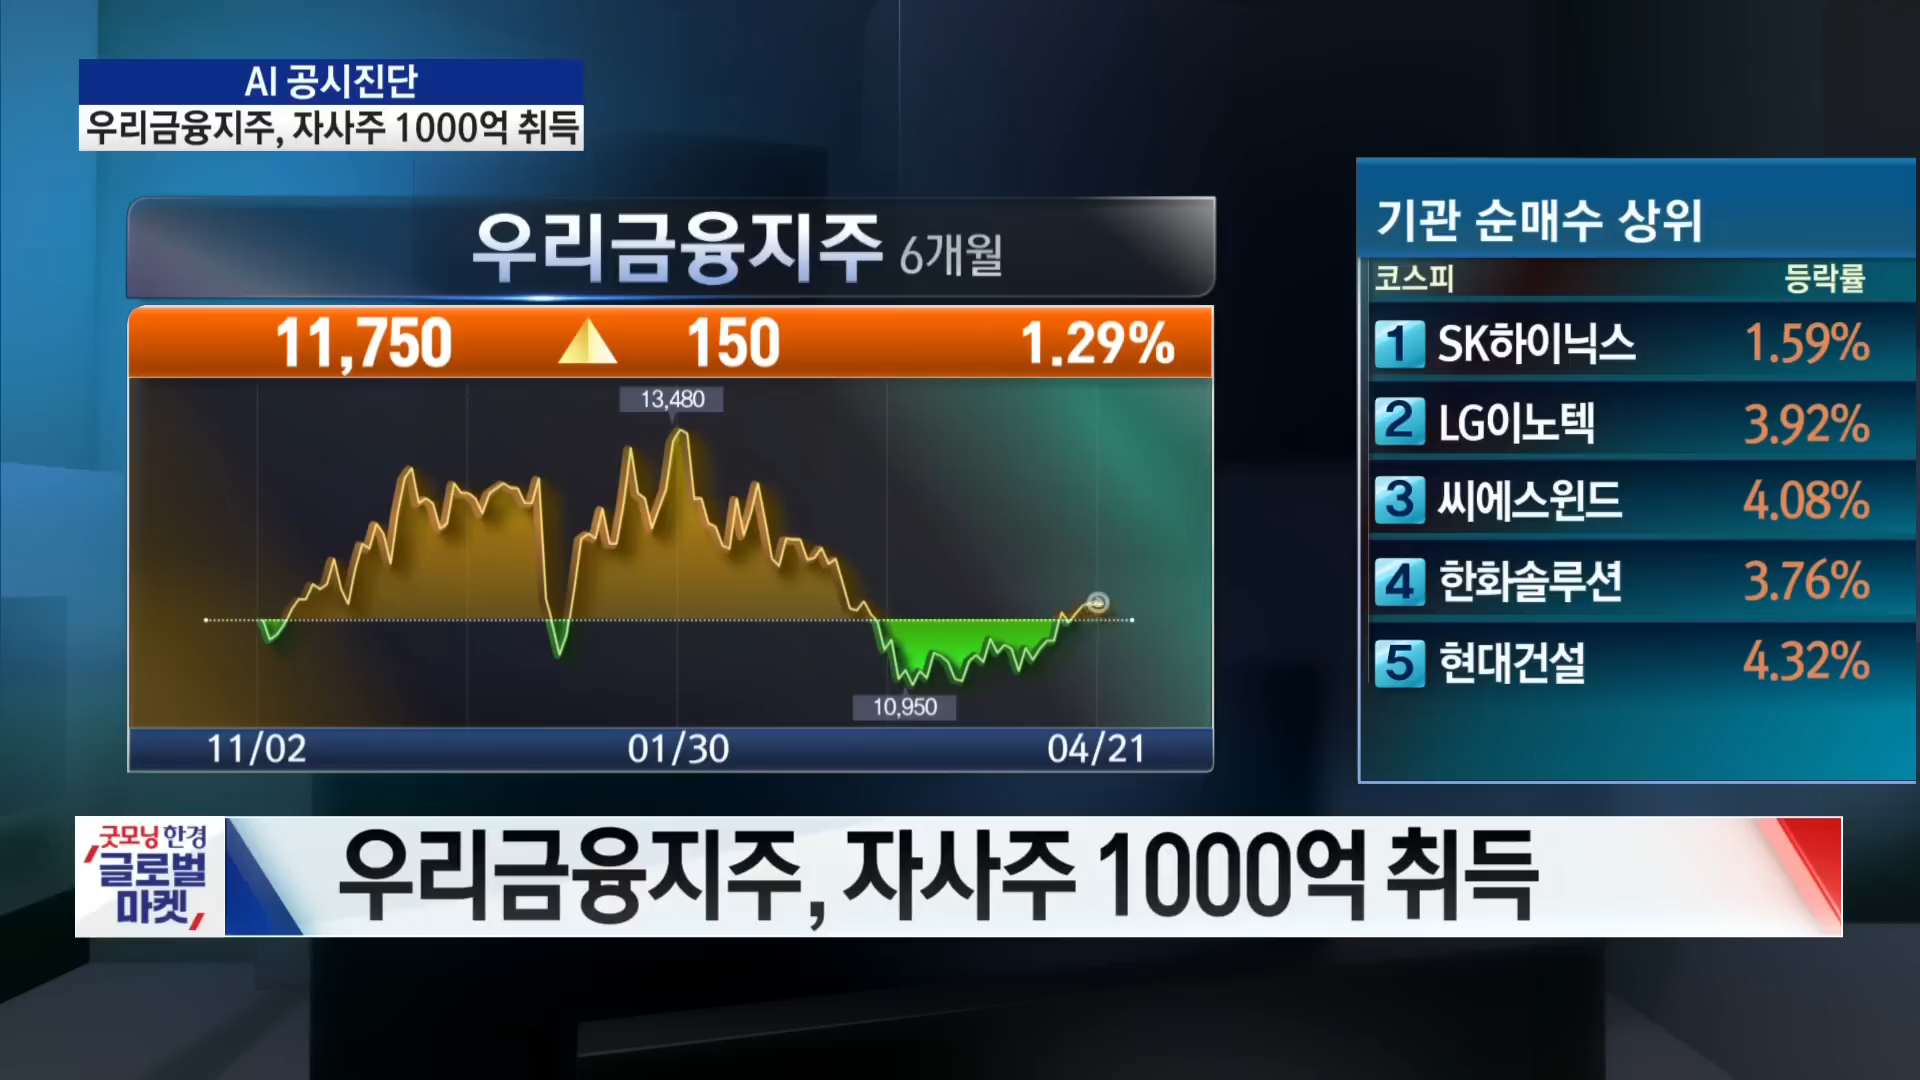 AI 공시진단
우리금융지주, 자사주 1000억 취득
우리금융지주 6개월
11,750 ▲ 150 1.29%
13,480
10,950
11/02 01/30 04/21
기관 순매수 상위
코스피 등락률
1 SK하이닉스 1.59%
2 LG이노텍 3.92%
3 씨에스윈드 4.08%
4 한화솔루션 3.76%
5 현대건설 4.32%
굿모닝 한경
글로벌
마켓
우리금융지주, 자사주 1000억 취득